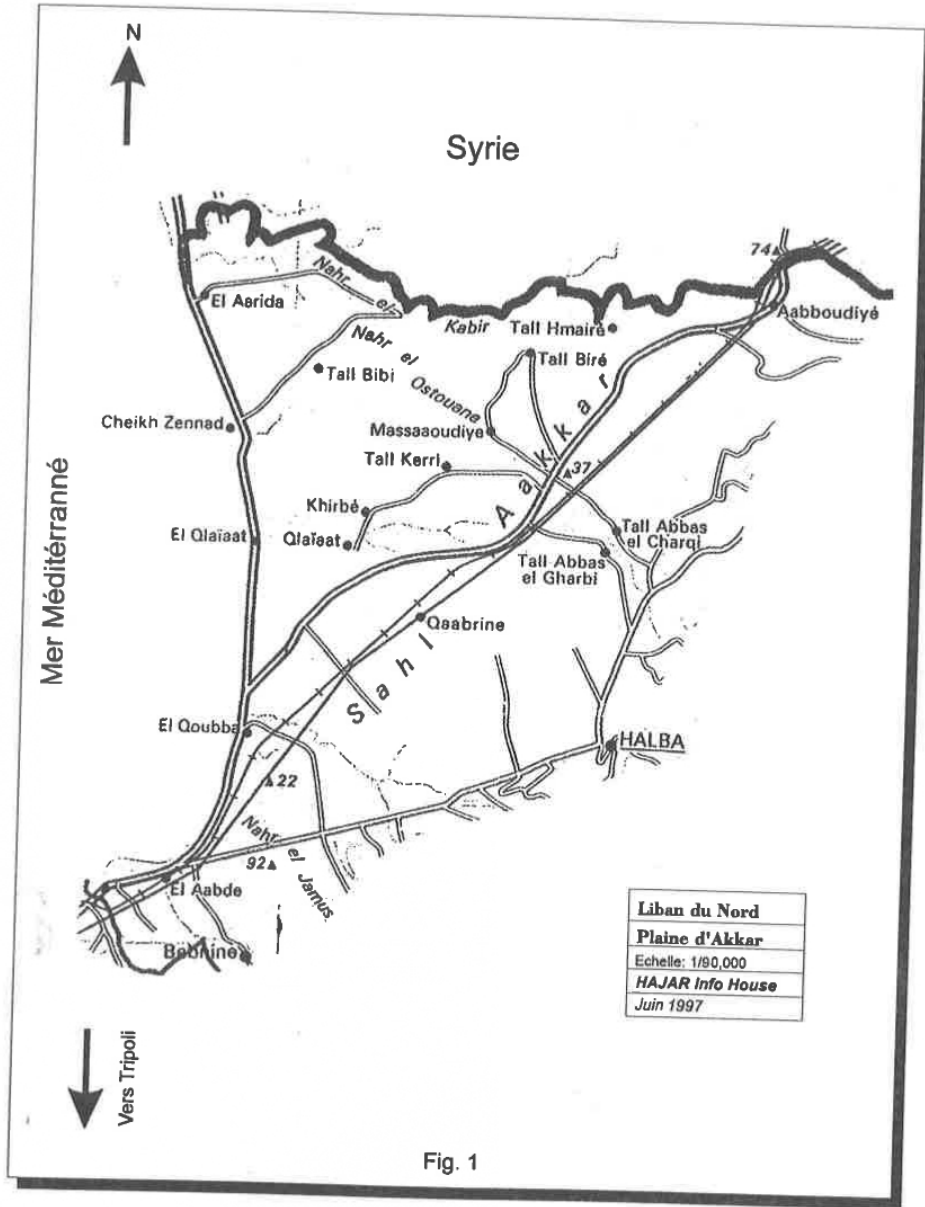 N
Syrie
74
Nahr el
El Aarida
Kabir
Tall Hmairé
Aabboudiyé
Nahr el Ostouane
Tall Biré
Tall Bibi
Cheikh Zennad
Massaaoudiye
Tall Kerri
37
Khirbé
El Qlaïaat
Qlaïaat
Tall Abbas
el Charqi
Tall Abbas
el Gharbi
Mer Méditérranné
Qaabrine
Sahl Aakkar
El Qoubba
HALBA
22
Nahr el Jamus
92
El Aabde
Bebnine
Liban du Nord
Plaine d'Akkar
Echelle: 1/90,000
HAJAR Info House
Juin 1997
Vers Tripoli
Fig. 1